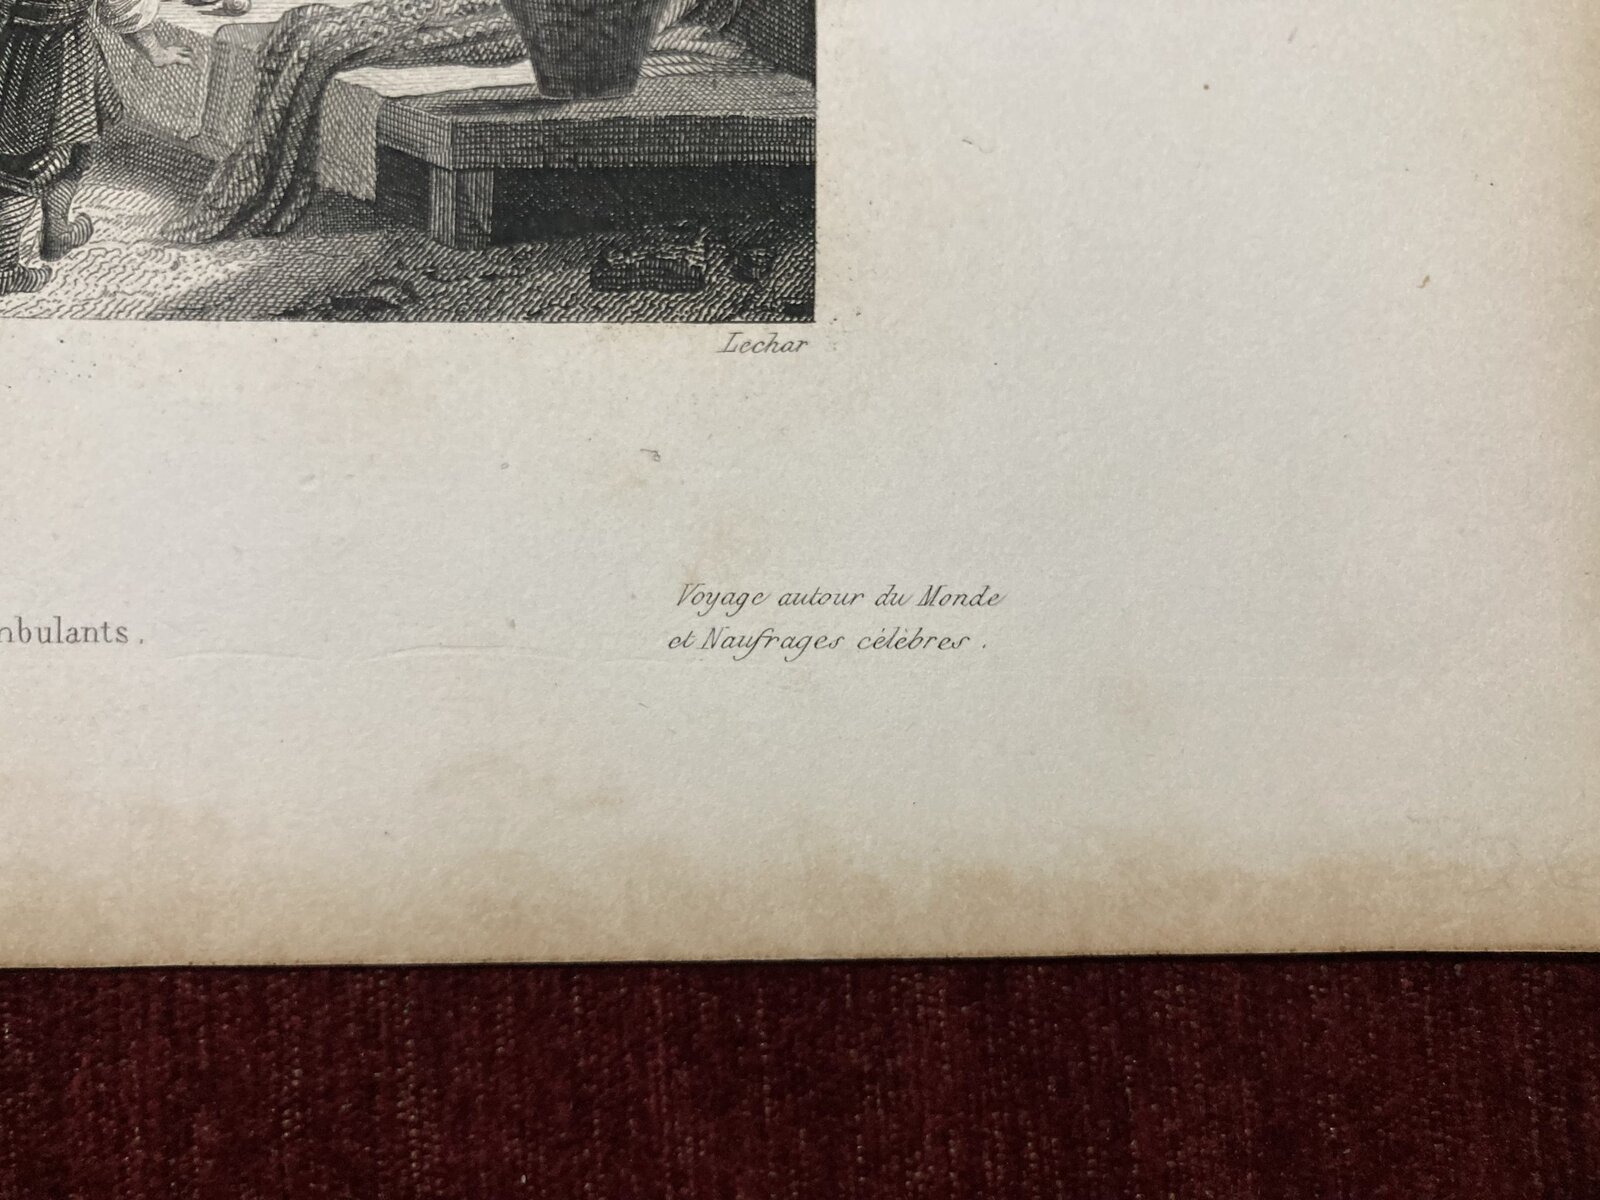 Lechar
nbulants.
Voyage autour du Monde
et Naufrages célèbres.